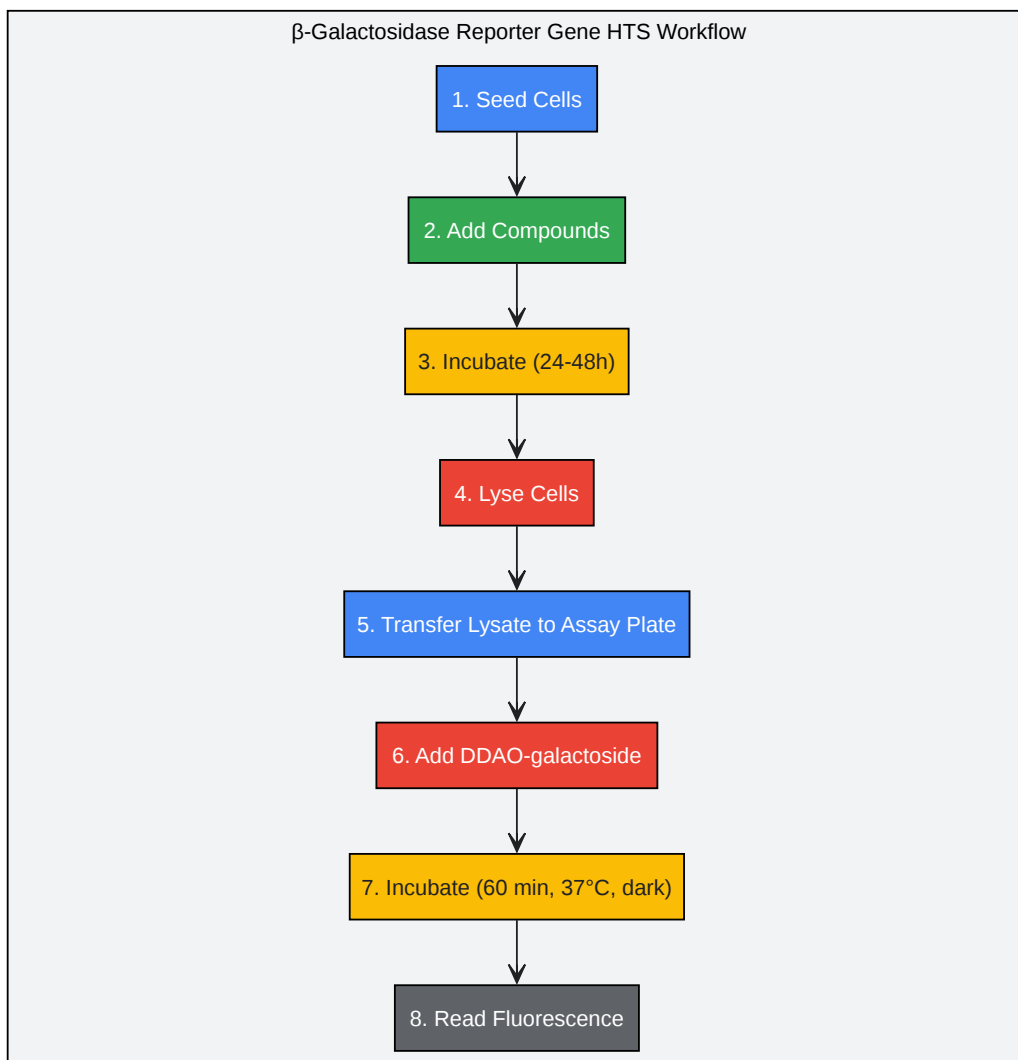 β-Galactosidase Reporter Gene HTS Workflow
1. Seed Cells
2. Add Compounds
3. Incubate (24-48h)
4. Lyse Cells
5. Transfer Lysate to Assay Plate
6. Add DDAO-galactoside
7. Incubate (60 min, 37°C, dark)
8. Read Fluorescence